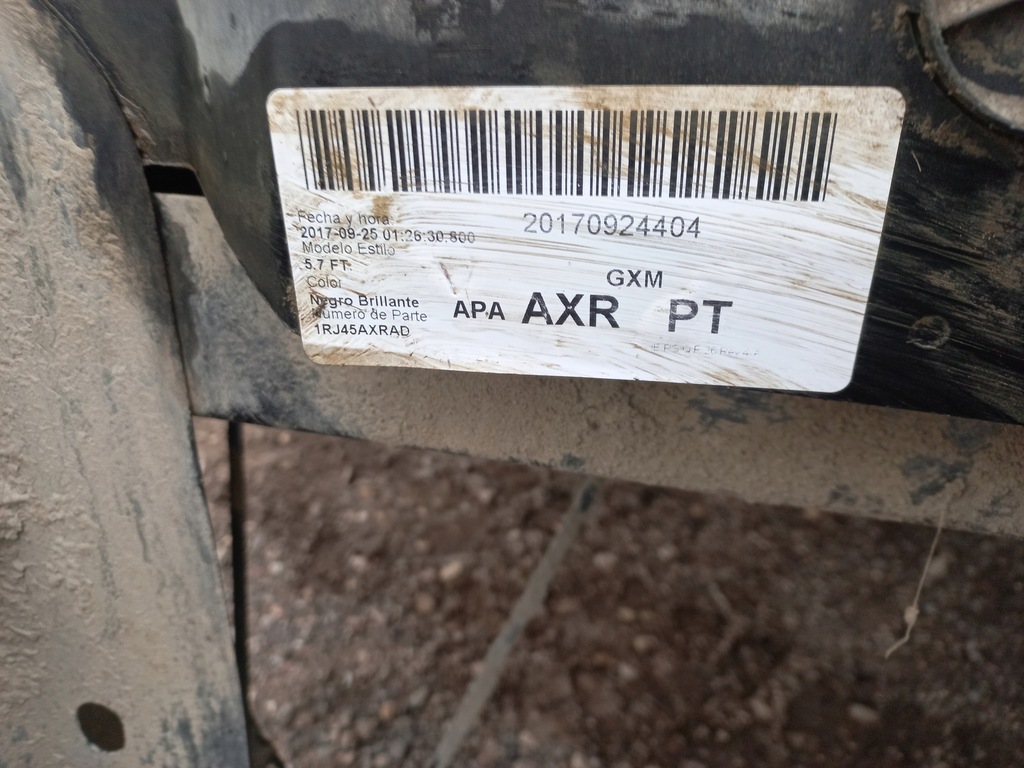 20170924404
Fecha y hora:
2017-09-25 01:26:30.800
Modelo Estilo
5.7 FT.
Color
Negro Brillante
Numero de Parte
1RJ45AXRAD
GXM
APA AXR PT